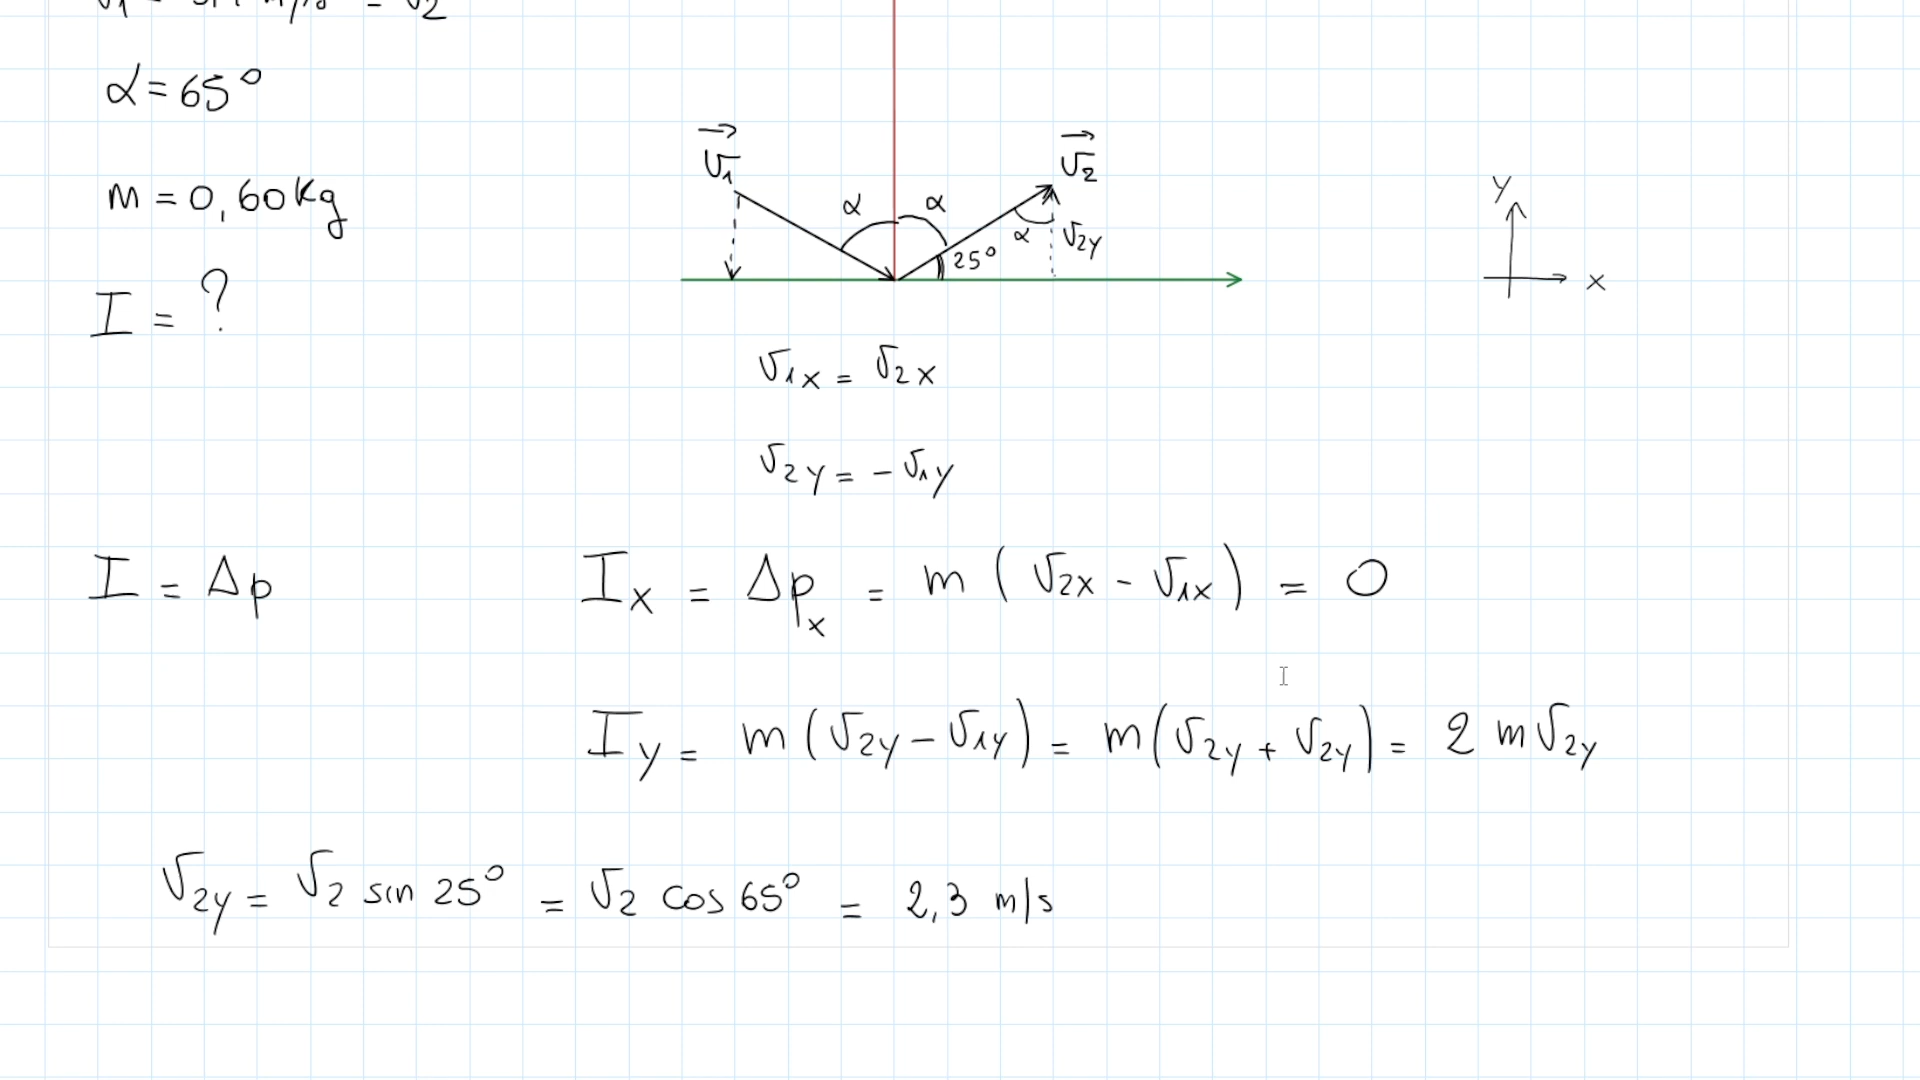 α = 65°
m = 0,60 kg
I = ?
v⃗1
v⃗2
α
α
α
v2y
25°
y
x
v1x = v2x
v2y = - v1y
I = Δp
Ix = Δpx = m ( v2x - v1x ) = 0
Iy = m ( v2y - v1y ) = m ( v2y + v2y ) = 2 m v2y
v2y = v2 sin 25° = v2 cos 65° = 2,3 m/s